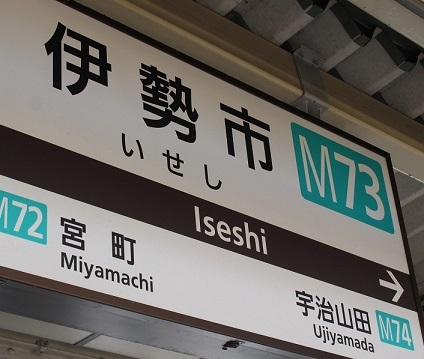 伊勢市 M73
いせし
Iseshi
M72 宮町
Miyamachi
宇治山田 M74
Ujiyamada